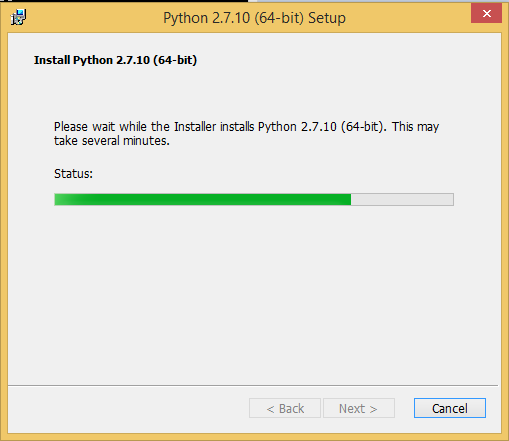 Python 2.7.10 (64-bit) Setup
Install Python 2.7.10 (64-bit)
Please wait while the Installer installs Python 2.7.10 (64-bit). This may
take several minutes.
Status:
< Back
Next >
Cancel